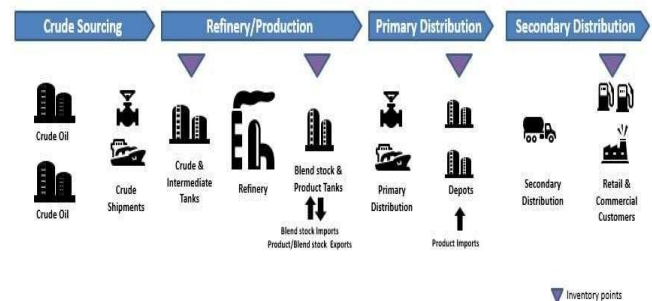 Crude Sourcing
Refinery/Production
Primary Distribution
Secondary Distribution
Crude Oil
Crude Oil
Crude
Shipments
Crude &
Intermediate
Tanks
Refinery
Blend stock &
Product Tanks
Blend stock Imports
Product/Blend stock Exports
Primary
Distribution
Depots
Product Imports
Secondary
Distribution
Retail &
Commercial
Customers
Inventory points